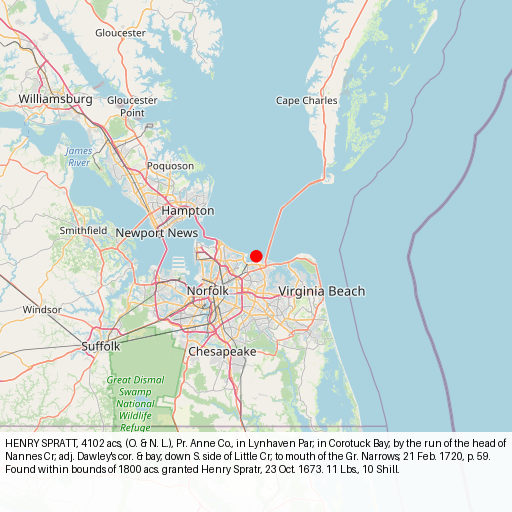 Gloucester
Williamsburg
Gloucester
Point
Cape Charles
James
River
Poquoson
Hampton
Smithfield
Newport News
Norfolk
Virginia Beach
Windsor
Suffolk
Chesapeake
Great Dismal
Swamp
National
Wildlife
Refuge
HENRY SPRATT, 4102 acs, (O. & N. L.), Pr. Anne Co., in Lynhaven Par; in Corotuck Bay; by the run of the head of
Nannes Cr; adj. Dawley's cor. & bay; down S. side of Little Cr; to mouth of the Gr. Narrows; 21 Feb. 1720, p. 59.
Found within bounds of 1800 acs. granted Henry Spratr, 23 Oct. 1673. 11 Lbs., 10 Shill.